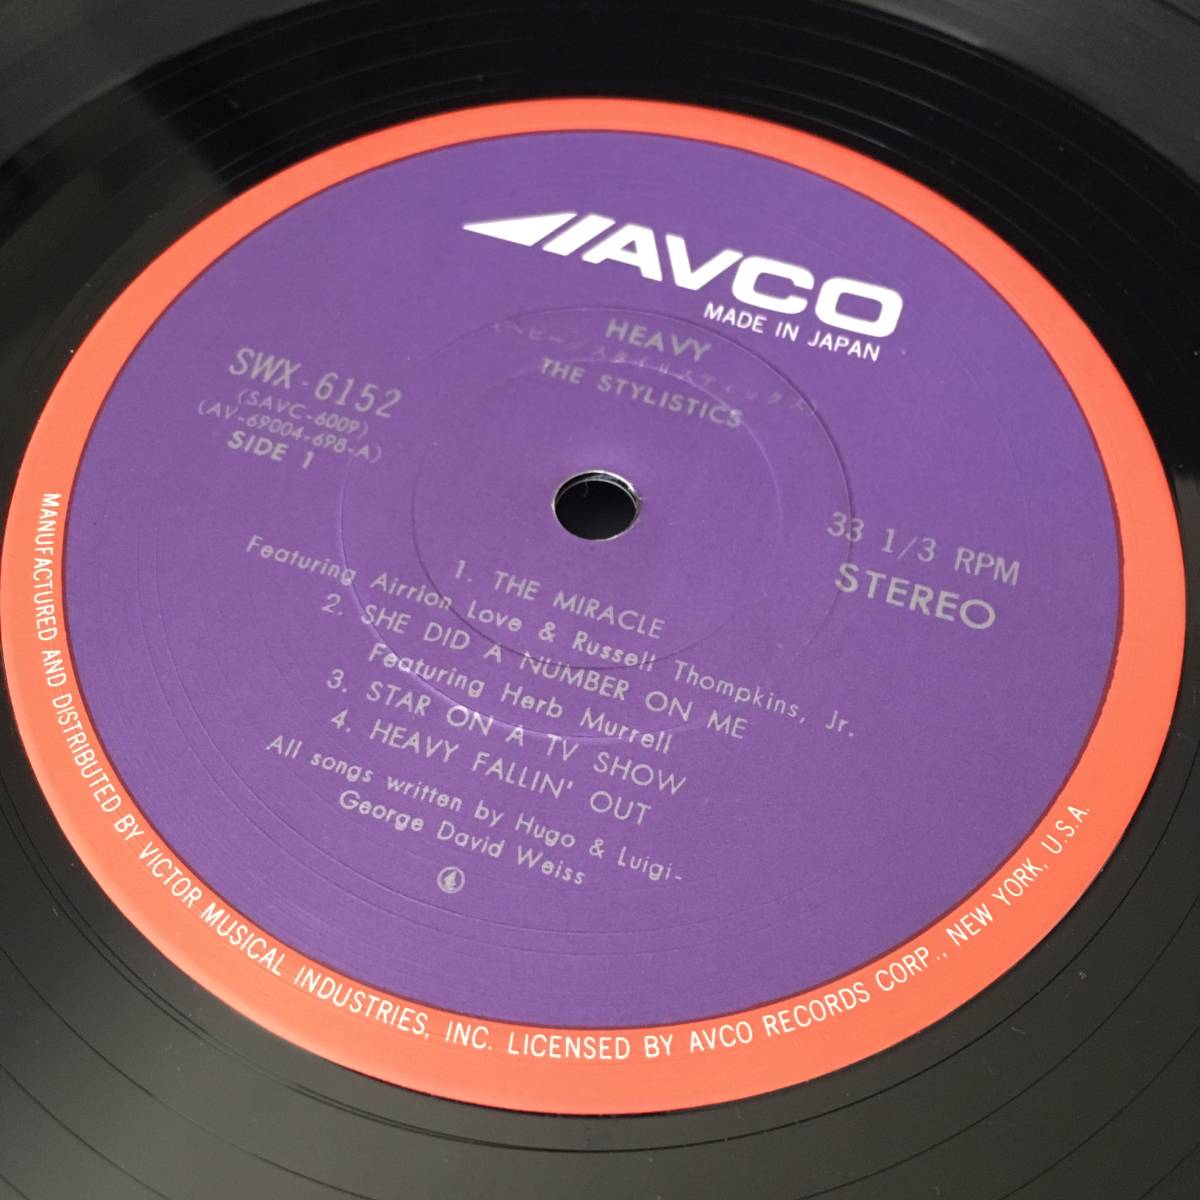 AVCO
MADE IN JAPAN
HEAVY
THE STYLISTICS
SWX-6152
(SAVC-6009)
(AV-69004-698-A)
SIDE 1
33 1/3 RPM
STEREO
1. THE MIRACLE
Featuring Airrion Love & Russell Thompkins, Jr.
2. SHE DID A NUMBER ON ME
Featuring Herb Murrell
3. STAR ON A TV SHOW
4. HEAVY FALLIN' OUT
All songs written by Hugo & Luigi-
George David Weiss
MANUFACTURED AND DISTRIBUTED BY VICTOR MUSICAL INDUSTRIES, INC. LICENSED BY AVCO RECORDS CORP., NEW YORK, U.S.A.